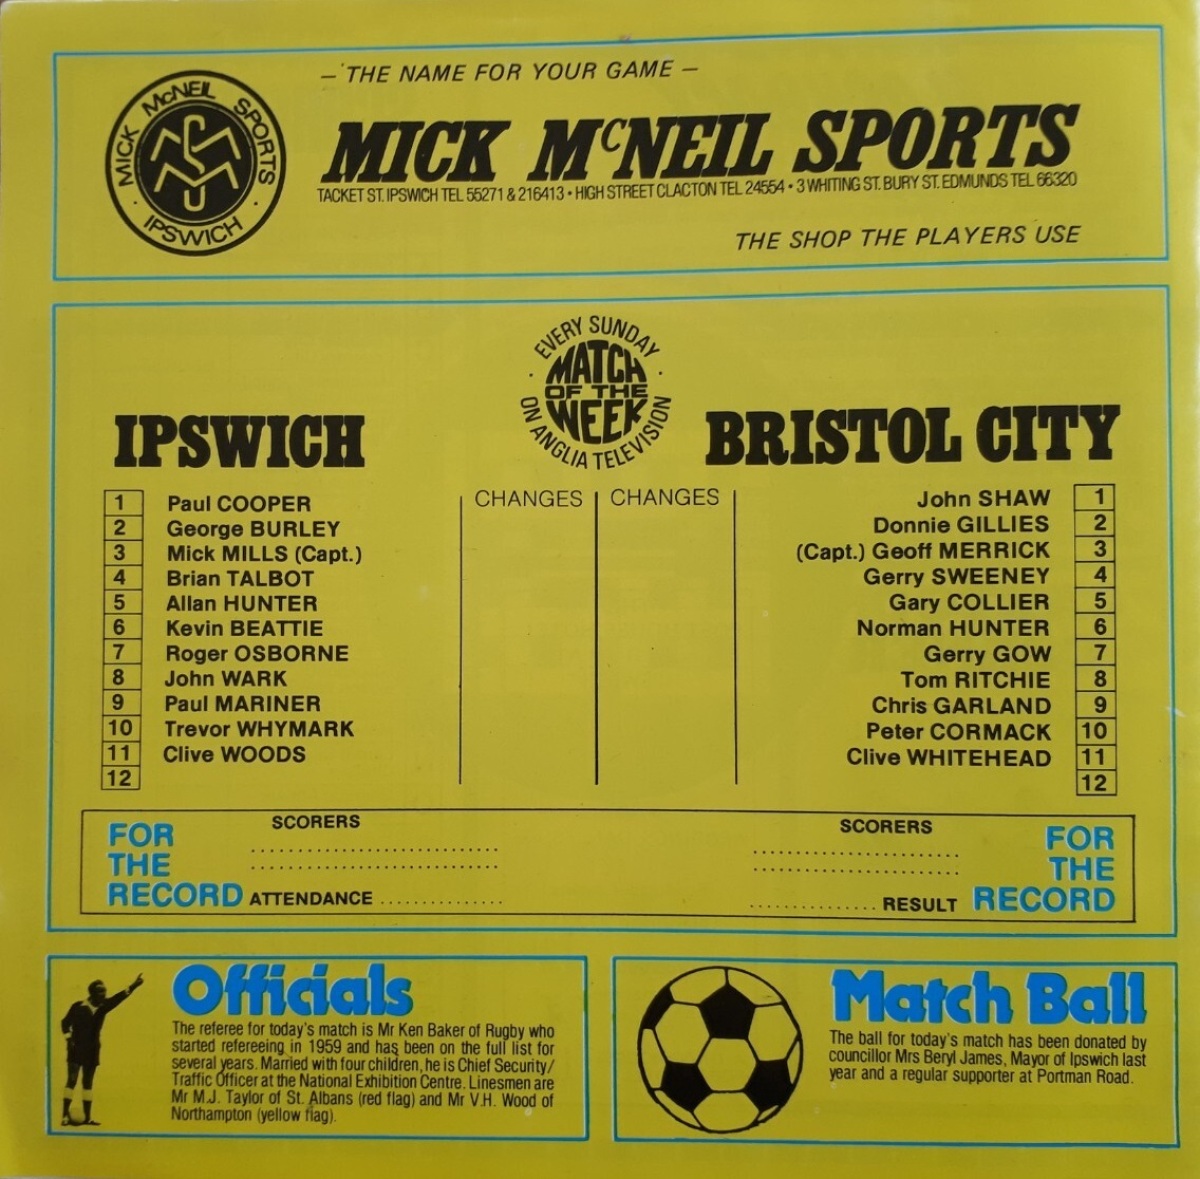 MICK McNEIL SPORTS
· IPSWICH ·
– THE NAME FOR YOUR GAME –
MICK McNEIL SPORTS
TACKET ST. IPSWICH TEL 55271 & 216413 • HIGH STREET CLACTON TEL 24554 • 3 WHITING ST. BURY ST. EDMUNDS TEL 66320
THE SHOP THE PLAYERS USE
· EVERY SUNDAY ·
MATCH
OF THE
WEEK
ON ANGLIA TELEVISION
IPSWICH
BRISTOL CITY
CHANGES CHANGES
1 Paul COOPER
2 George BURLEY
3 Mick MILLS (Capt.)
4 Brian TALBOT
5 Allan HUNTER
6 Kevin BEATTIE
7 Roger OSBORNE
8 John WARK
9 Paul MARINER
10 Trevor WHYMARK
11 Clive WOODS
12
John SHAW 1
Donnie GILLIES 2
(Capt.) Geoff MERRICK 3
Gerry SWEENEY 4
Gary COLLIER 5
Norman HUNTER 6
Gerry GOW 7
Tom RITCHIE 8
Chris GARLAND 9
Peter CORMACK 10
Clive WHITEHEAD 11
12
FOR
THE
RECORD
SCORERS
ATTENDANCE ..............
SCORERS
.............. RESULT
FOR
THE
RECORD
Officials
The referee for today's match is Mr Ken Baker of Rugby who
started refereeing in 1959 and has been on the full list for
several years. Married with four children, he is Chief Security/
Traffic Officer at the National Exhibition Centre. Linesmen are
Mr M.J. Taylor of St. Albans (red flag) and Mr V.H. Wood of
Northampton (yellow flag).
Match Ball
The ball for today's match has been donated by
councillor Mrs Beryl James, Mayor of Ipswich last
year and a regular supporter at Portman Road.